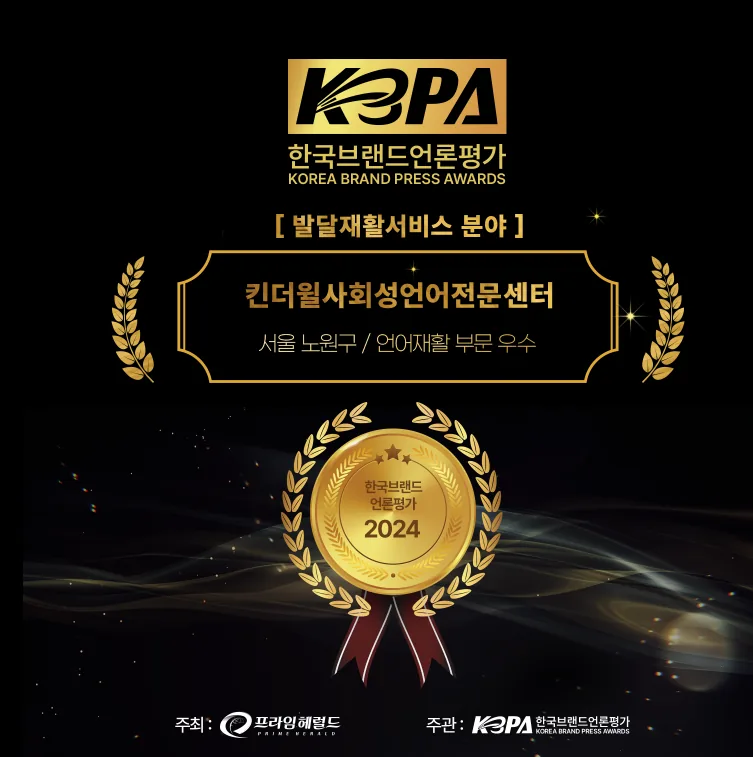 KBPA
한국브랜드언론평가
KOREA BRAND PRESS AWARDS
[ 발달재활서비스 분야 ]
킨더윌사회성언어전문센터
서울 노원구 / 언어재활 부문 우수
한국브랜드
언론평가
2024
주최 : 프라임헤럴드
PRIME HERALD
주관 : KBPA 한국브랜드언론평가
KOREA BRAND PRESS AWARDS